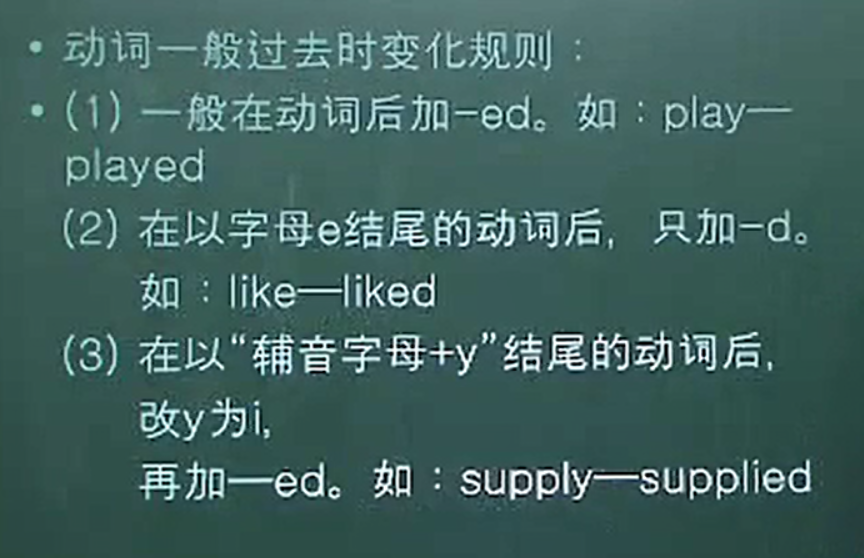 • 动词一般过去时变化规则：
• (1) 一般在动词后加-ed。如：play—
played
(2) 在以字母e结尾的动词后， 只加-d。
如：like—liked
(3) 在以“辅音字母+y”结尾的动词后，
改y为i,
再加—ed。如：supply—supplied